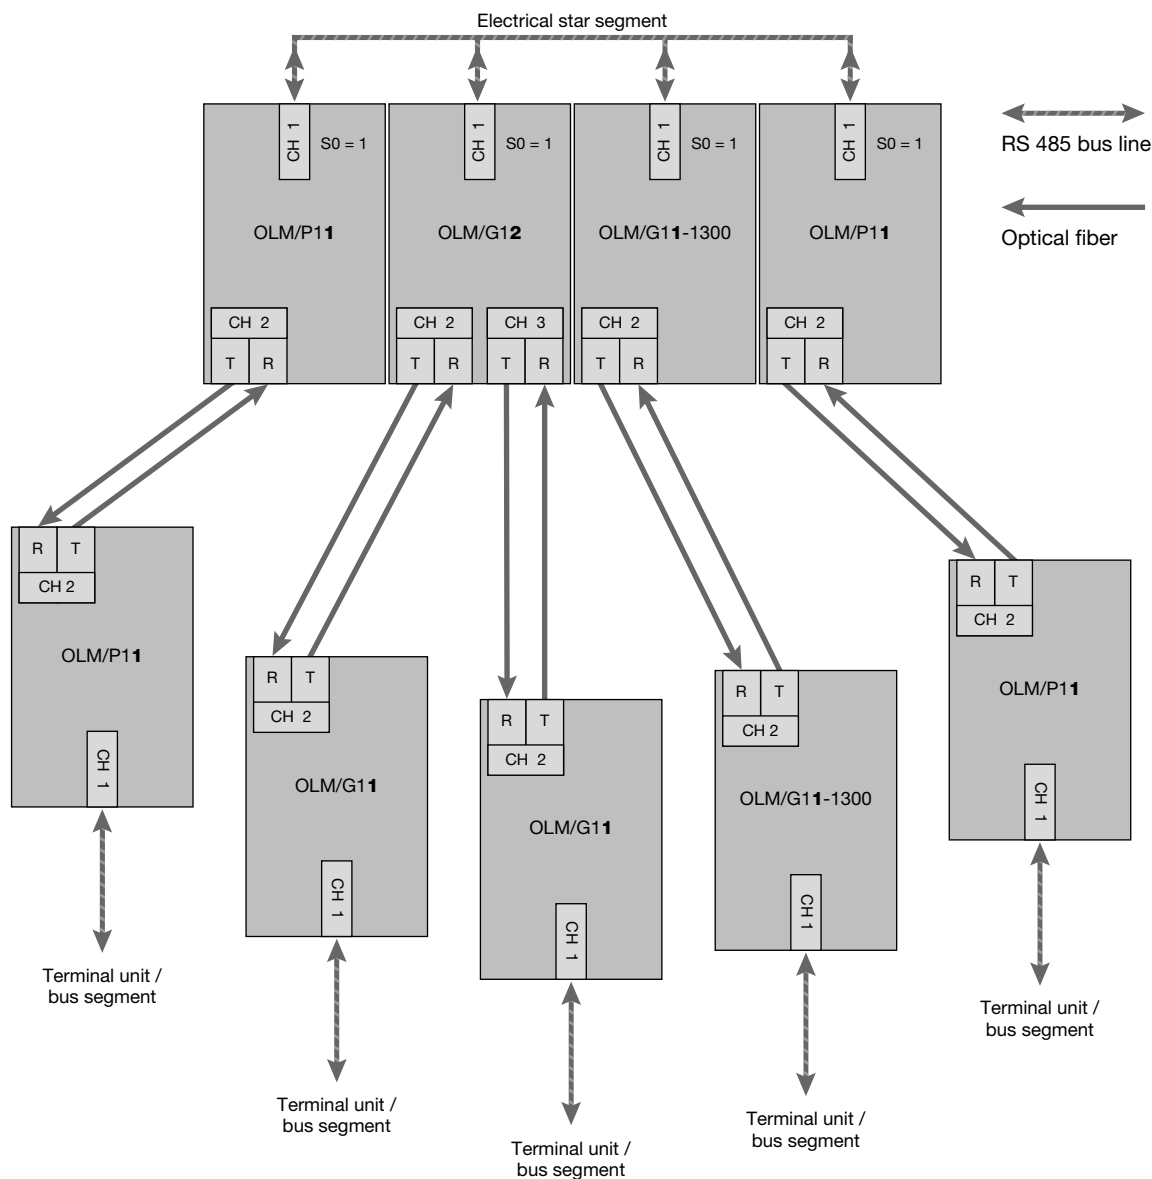 Electrical star segment
CH 1
S0 = 1
CH 1
S0 = 1
CH 1
S0 = 1
CH 1
S0 = 1
RS 485 bus line
Optical fiber
OLM/P11
OLM/G12
OLM/G11-1300
OLM/P11
CH 2
T R
CH 2
T R
CH 3
T R
CH 2
T R
CH 2
T R
R T
CH 2
OLM/P11
CH 1
Terminal unit /
bus segment
R T
CH 2
OLM/G11
CH 1
Terminal unit /
bus segment
R T
CH 2
OLM/G11
CH 1
Terminal unit /
bus segment
R T
CH 2
OLM/G11-1300
CH 1
Terminal unit /
bus segment
R T
CH 2
OLM/P11
CH 1
Terminal unit /
bus segment